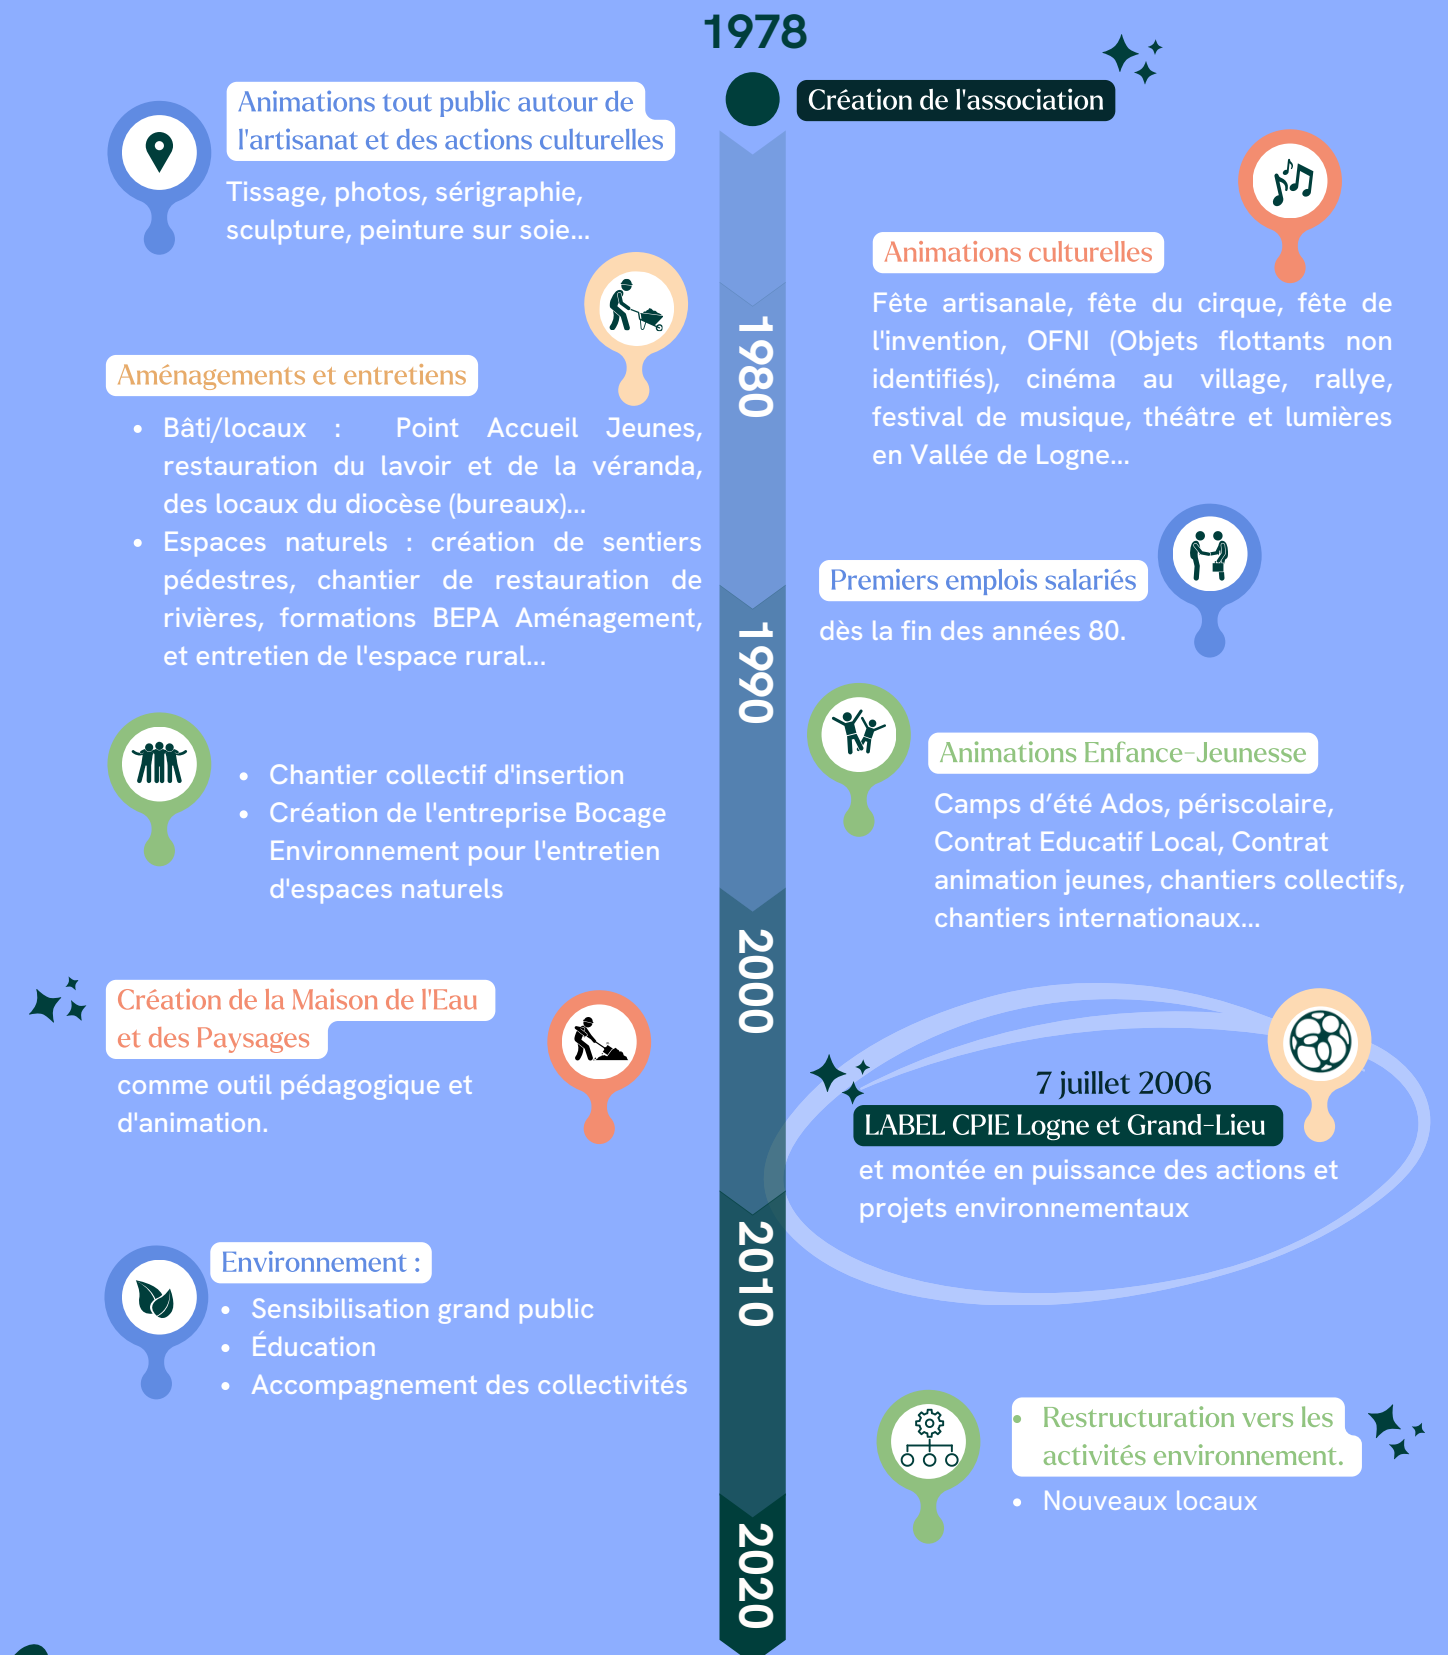 1978
Création de l'association
Animations tout public autour de
l'artisanat et des actions culturelles
Tissage, photos, sérigraphie,
sculpture, peinture sur soie...
Animations culturelles
Fête artisanale, fête du cirque, fête de
l'invention, OFNI (Objets flottants non
identifiés), cinéma au village, rallye,
festival de musique, théâtre et lumières
en Vallée de Logne...
1980
Aménagements et entretiens
• Bâti/locaux : Point Accueil Jeunes,
restauration du lavoir et de la véranda,
des locaux du diocèse (bureaux)...
• Espaces naturels : création de sentiers
pédestres, chantier de restauration de
rivières, formations BEPA Aménagement,
et entretien de l'espace rural...
Premiers emplois salariés
dès la fin des années 80.
1990
Animations Enfance-Jeunesse
Camps d’été Ados, périscolaire,
Contrat Educatif Local, Contrat
animation jeunes, chantiers collectifs,
chantiers internationaux...
• Chantier collectif d'insertion
• Création de l'entreprise Bocage
Environnement pour l'entretien
d'espaces naturels
2000
Création de la Maison de l'Eau
et des Paysages
comme outil pédagogique et
d'animation.
7 juillet 2006
LABEL CPIE Logne et Grand-Lieu
et montée en puissance des actions et
projets environnementaux
2010
Environnement :
• Sensibilisation grand public
• Éducation
• Accompagnement des collectivités
• Restructuration vers les
activités environnement.
• Nouveaux locaux
2020